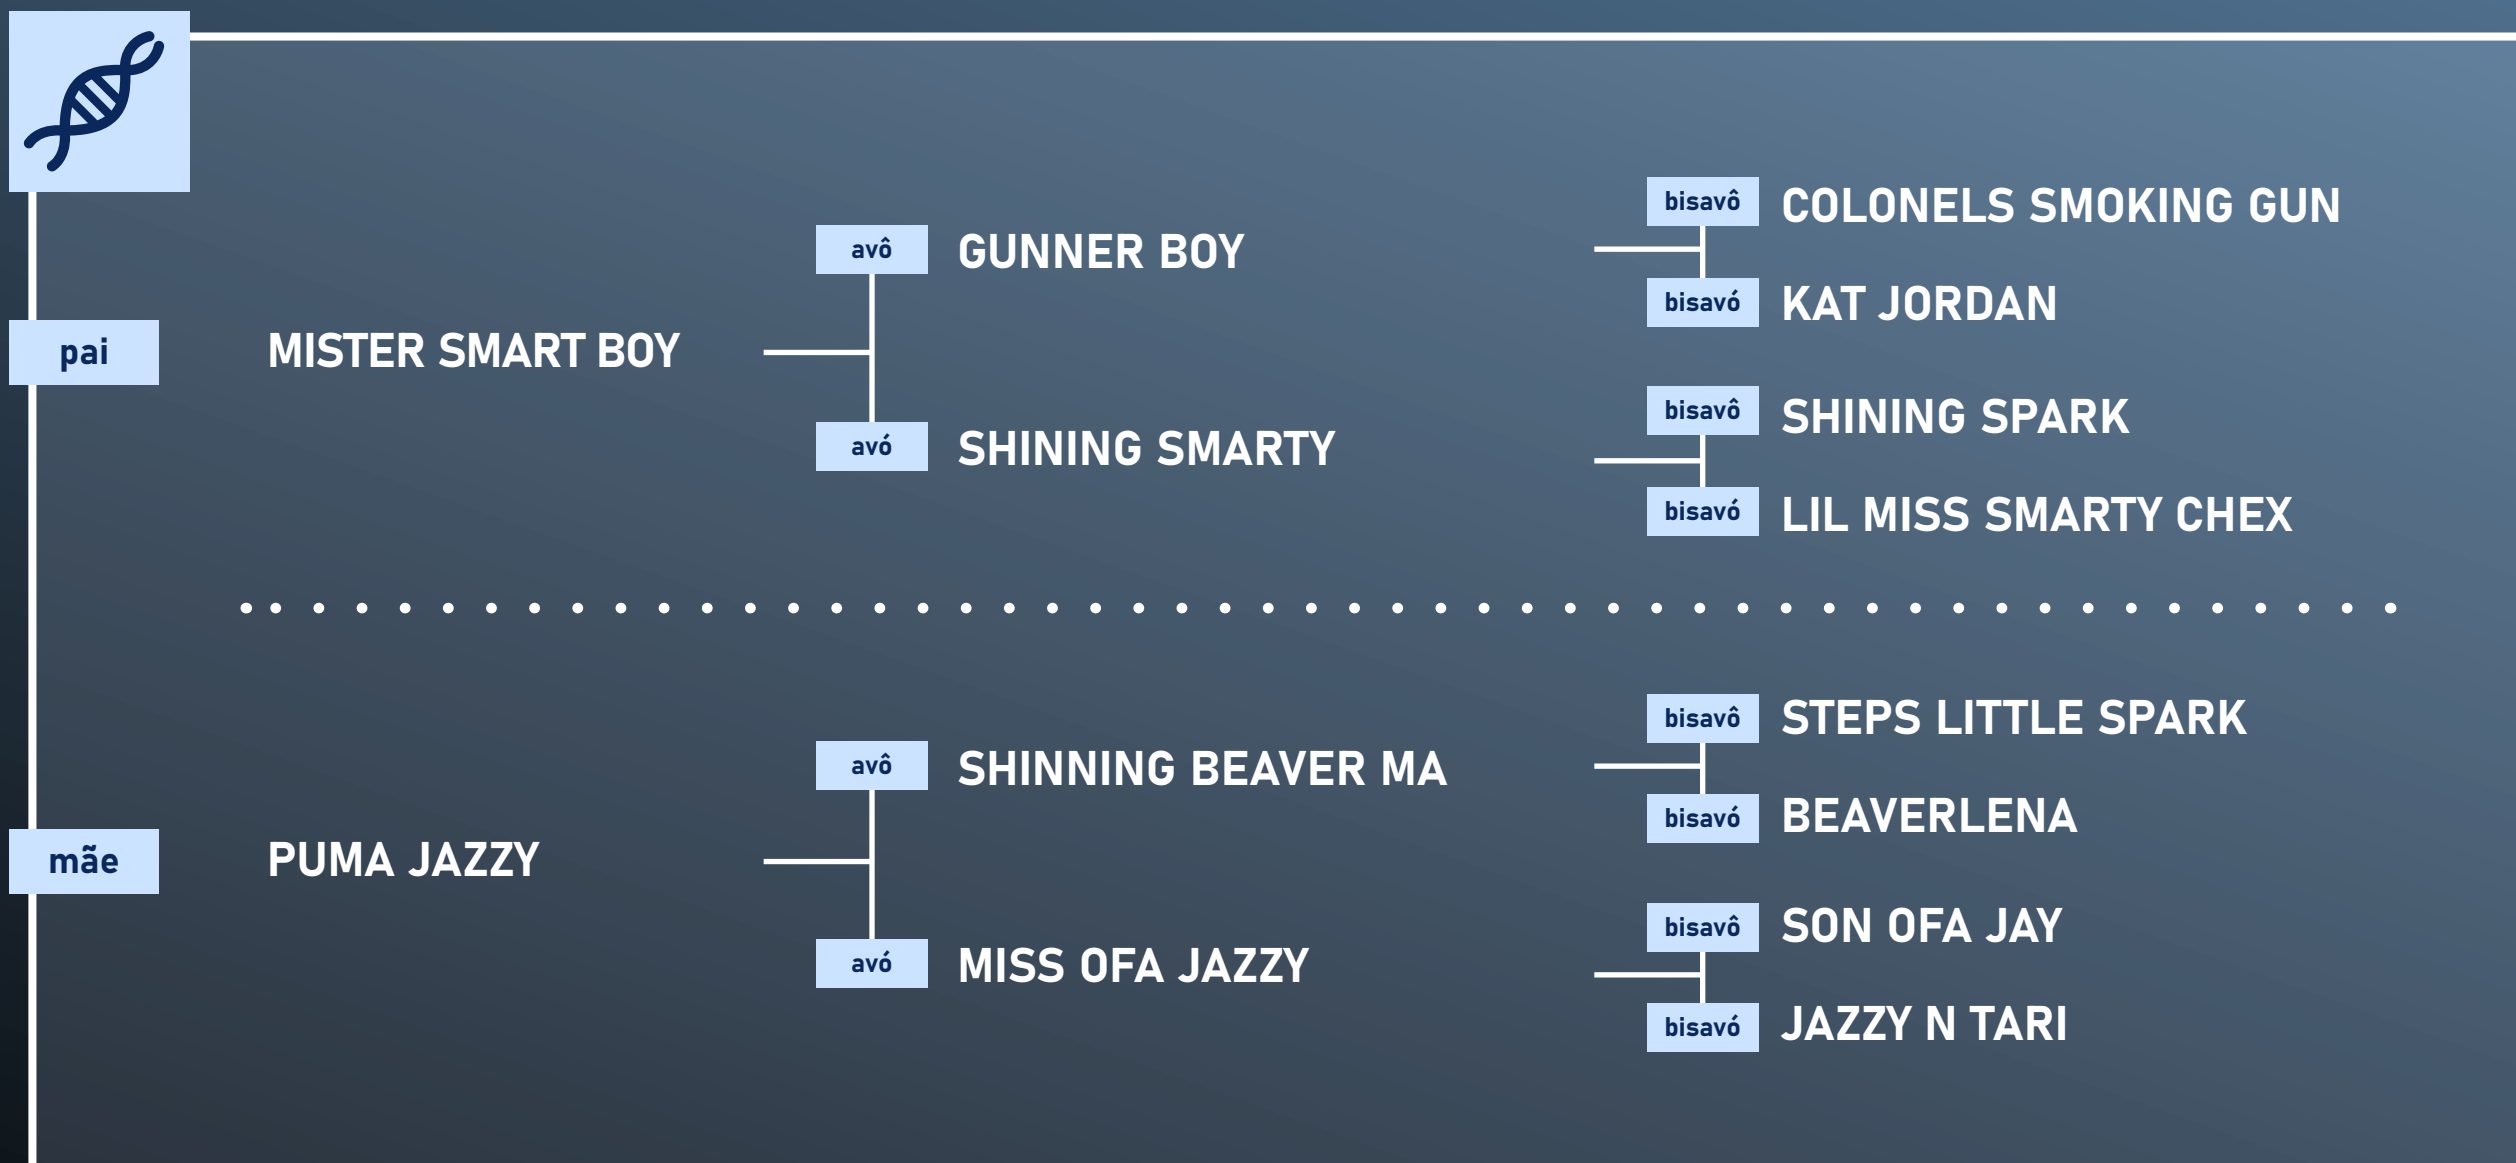 pai
MISTER SMART BOY
avô
GUNNER BOY
avó
SHINING SMARTY
bisavô
COLONELS SMOKING GUN
bisavó
KAT JORDAN
bisavô
SHINING SPARK
bisavó
LIL MISS SMARTY CHEX
mãe
PUMA JAZZY
avô
SHINNING BEAVER MA
avó
MISS OFA JAZZY
bisavô
STEPS LITTLE SPARK
bisavó
BEAVERLENA
bisavô
SON OFA JAY
bisavó
JAZZY N TARI